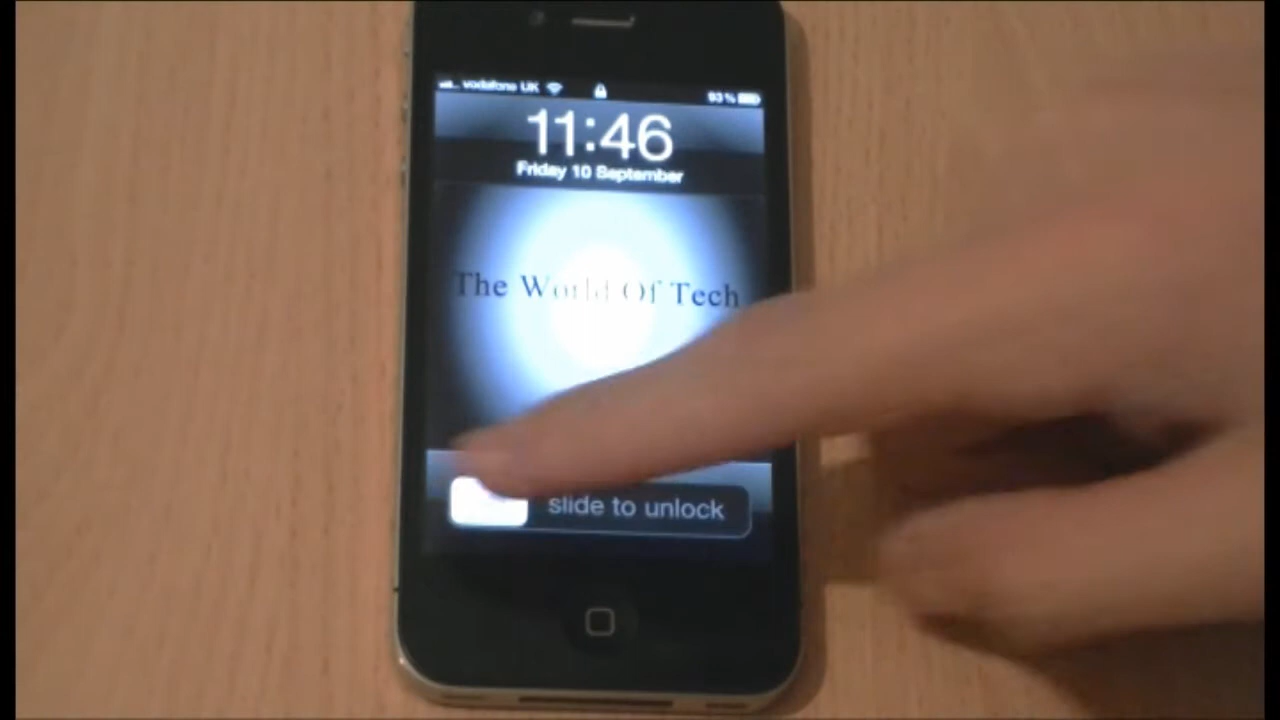 vodafone UK 93%
11:46
Friday 10 September
The World Of Tech
slide to unlock